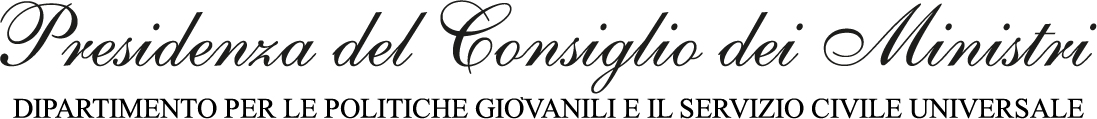 Presidenza del Consiglio dei Ministri
DIPARTIMENTO PER LE POLITICHE GIOVANILI E IL SERVIZIO CIVILE UNIVERSALE